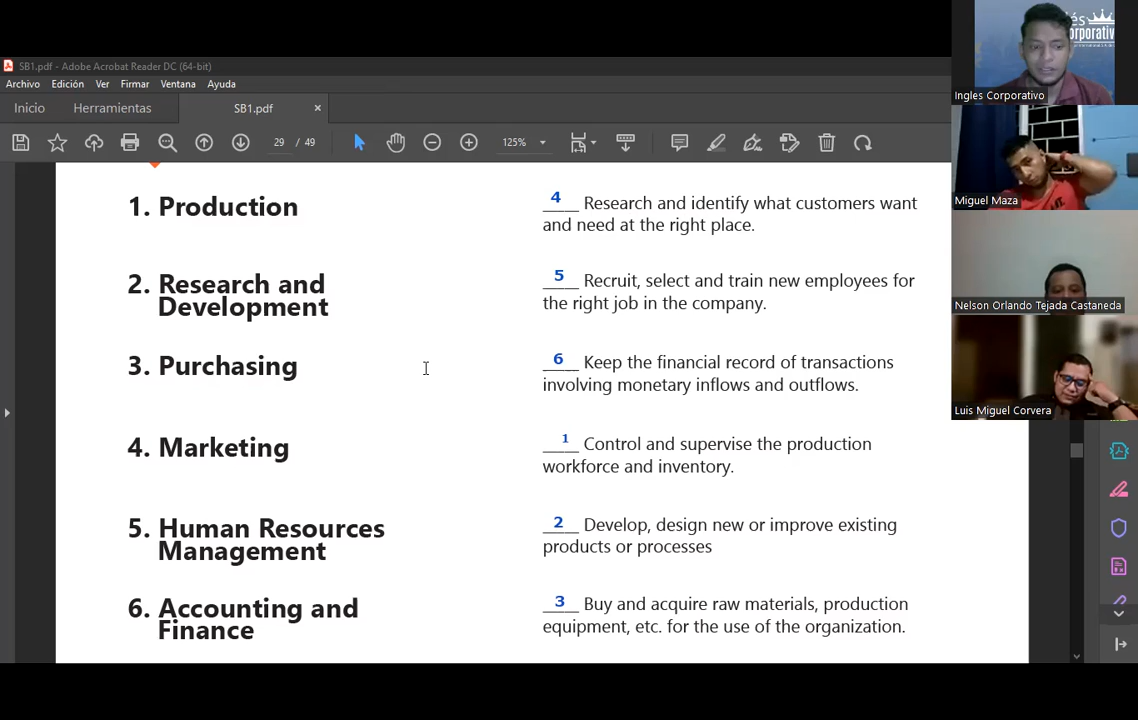 SB1.pdf - Adobe Acrobat Reader DC (64-bit)
Archivo Edición Ver Firmar Ventana Ayuda
Inicio Herramientas SB1.pdf ×
29 / 49 125%
1. Production
4 Research and identify what customers want
and need at the right place.
2. Research and
Development
5 Recruit, select and train new employees for
the right job in the company.
3. Purchasing
6 Keep the financial record of transactions
involving monetary inflows and outflows.
4. Marketing
1 Control and supervise the production
workforce and inventory.
5. Human Resources
Management
2 Develop, design new or improve existing
products or processes
6. Accounting and
Finance
3 Buy and acquire raw materials, production
equipment, etc. for the use of the organization.
Ingles Corporativo
Miguel Maza
Nelson Orlando Tejada Castaneda
Luis Miguel Corvera